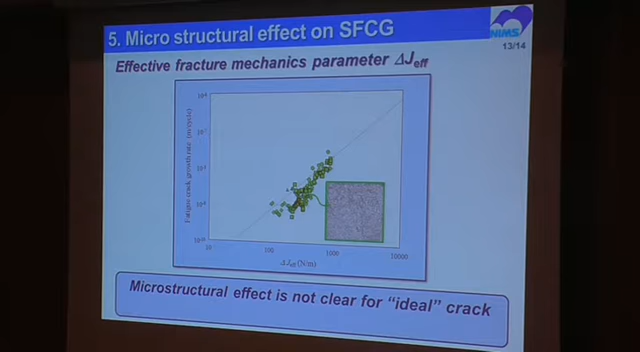 5. Micro structural effect on SFCG
NIMS
13/14
Effective fracture mechanics parameter ΔJeff
Fatigue crack growth rate (m/cycle)
10
100
1000
10000
ΔJeff (N/m)
Microstructural effect is not clear for “ideal” crack